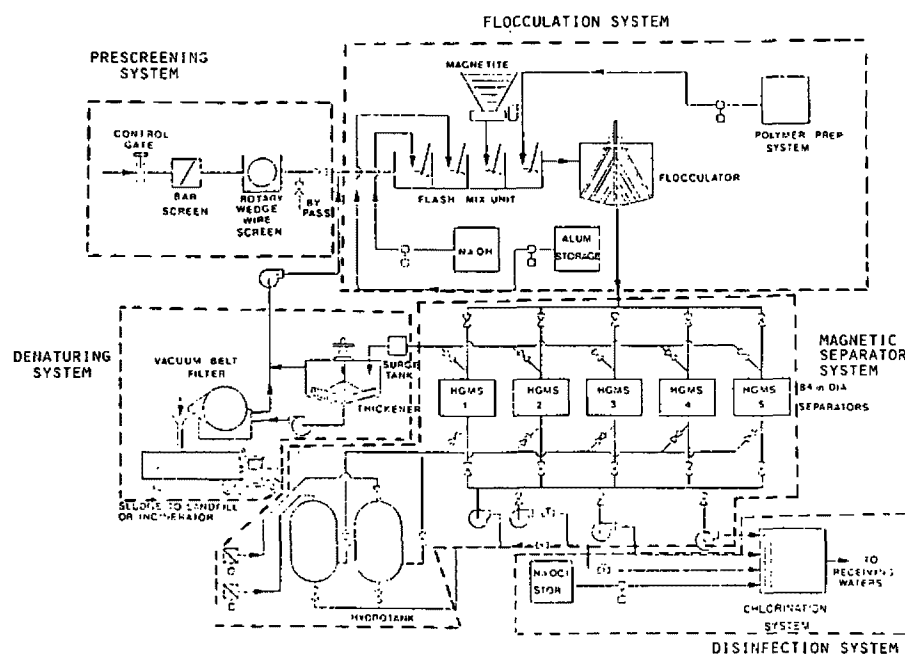 FLOCCULATION SYSTEM
PRESCREENING
SYSTEM
MAGNETITE
CONTROL
GATE
POLYMER PREP
SYSTEM
BAR
SCREEN
ROTARY
WEDGE
WIRE
SCREEN
BY
PASS
FLASH MIX UNIT
FLOCCULATOR
NaOH
ALUM
STORAGE
DENATURING
SYSTEM
VACUUM BELT
FILTER
SURGE
TANK
THICKENER
MAGNETIC
SEPARATOR
SYSTEM
HGMS
1
HGMS
2
HGMS
3
HGMS
4
HGMS
5
84 in DIA
SEPARATORS
SLUDGE TO LANDFILL
OR INCINERATOR
HYDROTANK
NaOCl
STOR
TO
RECEIVING
WATERS
CHLORINATION
SYSTEM
DISINFECTION SYSTEM